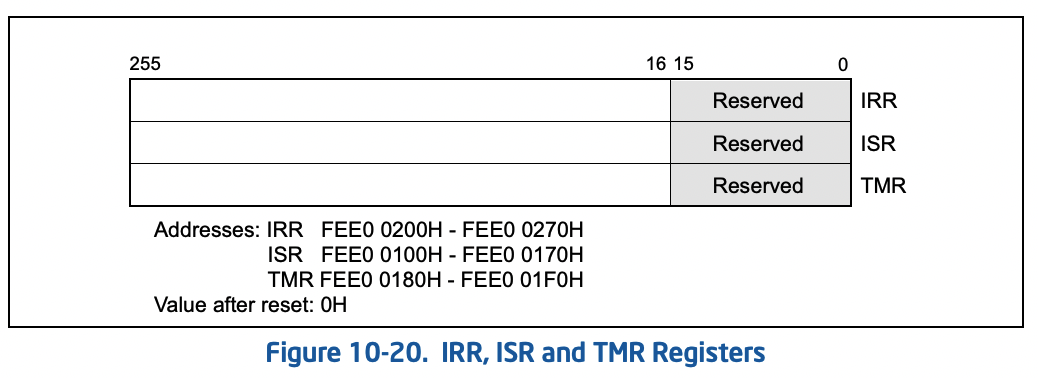 255 16 15 0
Reserved IRR
Reserved ISR
Reserved TMR
Addresses: IRR FEE0 0200H - FEE0 0270H
ISR FEE0 0100H - FEE0 0170H
TMR FEE0 0180H - FEE0 01F0H
Value after reset: 0H
Figure 10-20. IRR, ISR and TMR Registers